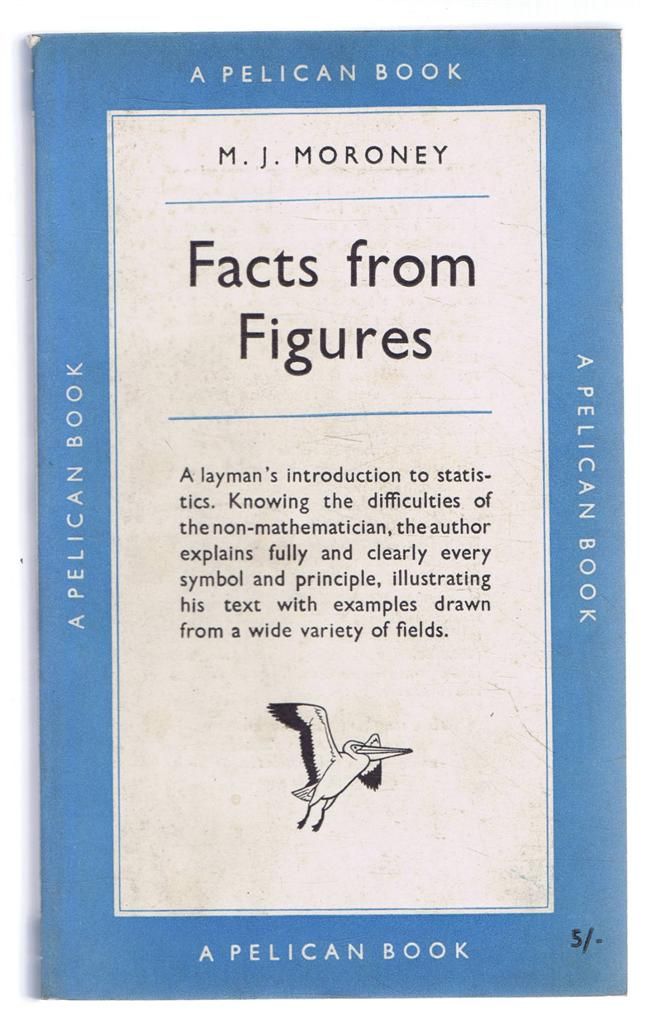 A PELICAN BOOK
M. J. MORONEY
Facts from
Figures
A layman's introduction to statis-
tics. Knowing the difficulties of
the non-mathematician, the author
explains fully and clearly every
symbol and principle, illustrating
his text with examples drawn
from a wide variety of fields.
A PELICAN BOOK
A PELICAN BOOK
A PELICAN BOOK
5/-